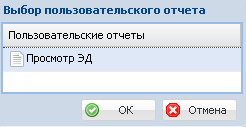 Выбор пользовательского отчета
Пользовательские отчеты
Просмотр ЭД
OK Отмена